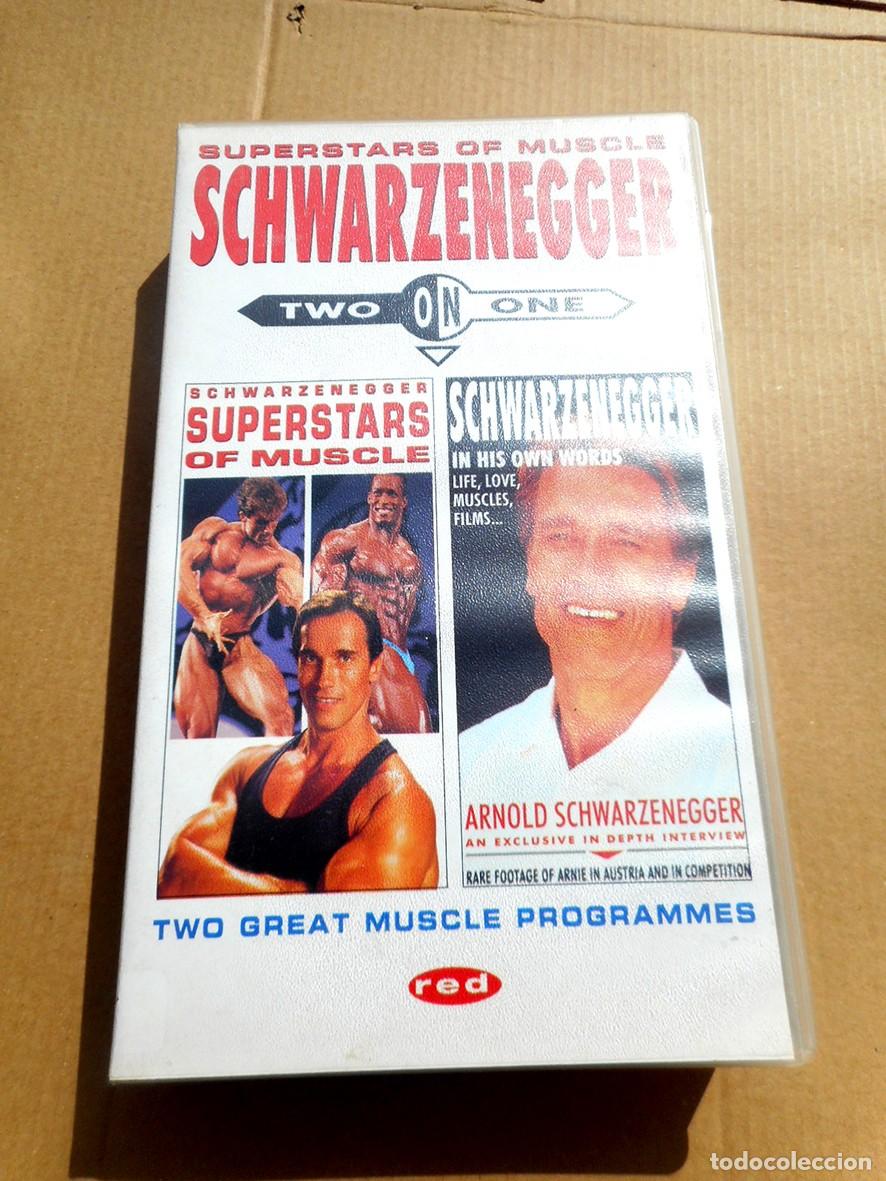 SUPERSTARS OF MUSCLE
SCHWARZENEGGER
TWO ON ONE
SCHWARZENEGGER
SUPERSTARS
OF MUSCLE
SCHWARZENEGGER
IN HIS OWN WORDS
LIFE, LOVE,
MUSCLES,
FILMS...
ARNOLD SCHWARZENEGGER
AN EXCLUSIVE IN DEPTH INTERVIEW
RARE FOOTAGE OF ARNIE IN AUSTRIA AND IN COMPETITION
TWO GREAT MUSCLE PROGRAMMES
red
todocoleccion